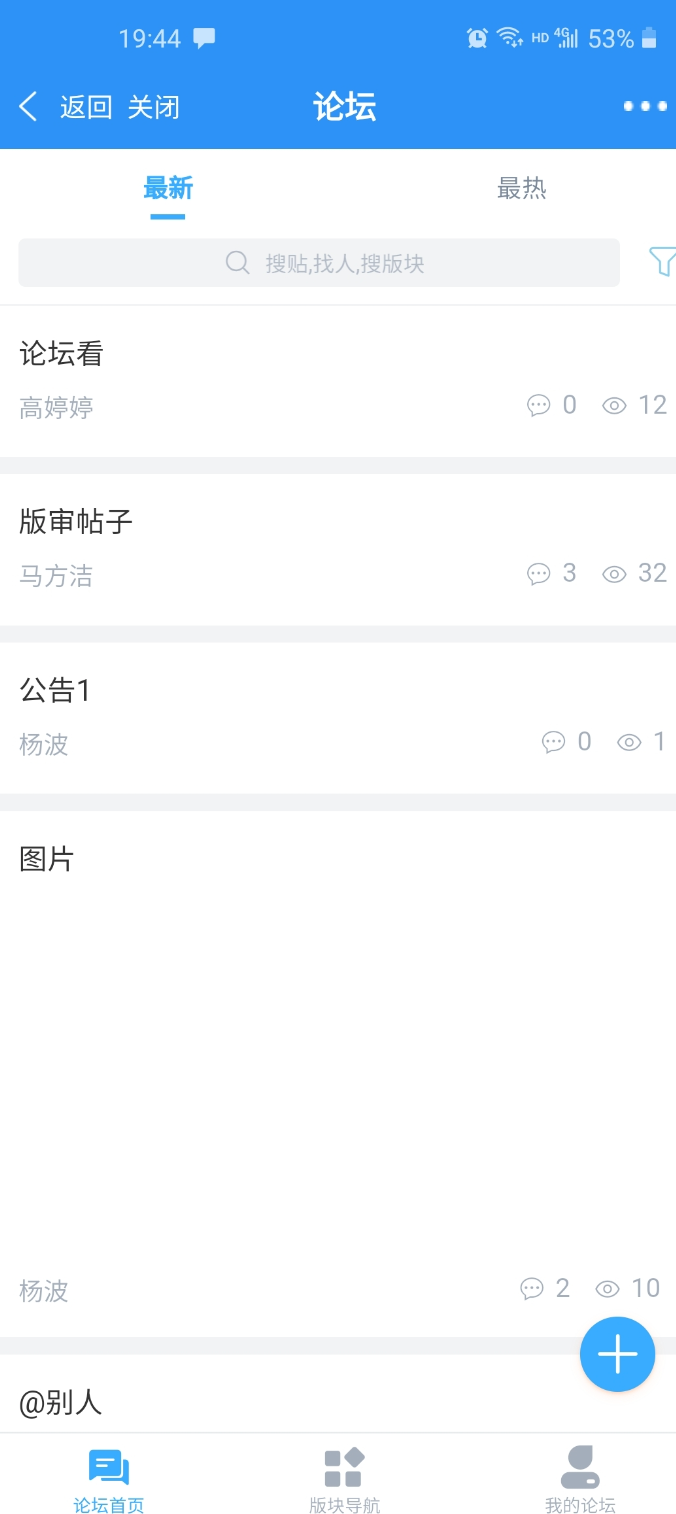 19:44 HD 4G 53%
返回 关闭 论坛
最新 最热
搜贴,找人,搜版块
论坛看
高婷婷 0 12
版审帖子
马方洁 3 32
公告1
杨波 0 1
图片
杨波 2 10
@别人
论坛首页 版块导航 我的论坛